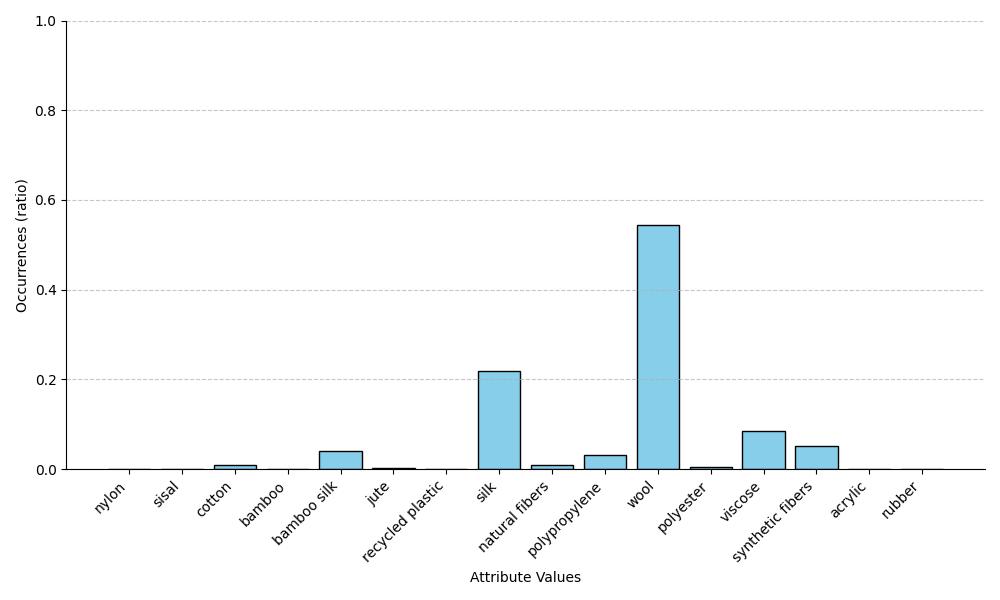 1.0
0.8
0.6
0.4
0.2
0.0
Occurrences (ratio)
nylon
sisal
cotton
bamboo
bamboo silk
jute
recycled plastic
silk
natural fibers
polypropylene
wool
polyester
viscose
synthetic fibers
acrylic
rubber
Attribute Values